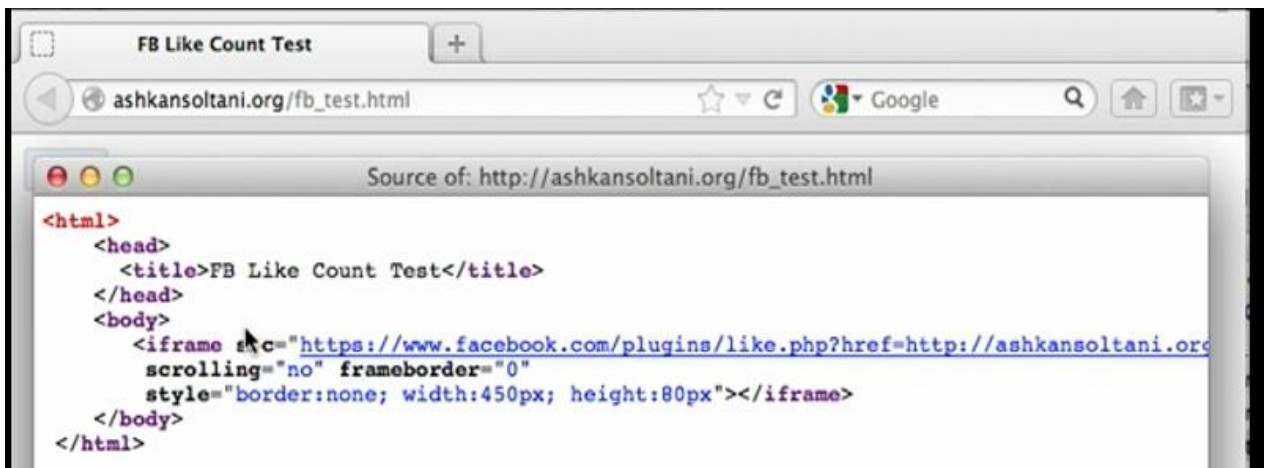 FB Like Count Test
ashkansoltani.org/fb_test.html
Google
Source of: http://ashkansoltani.org/fb_test.html
<html>
<head>
<title>FB Like Count Test</title>
</head>
<body>
<iframe src="https://www.facebook.com/plugins/like.php?href=http://ashkansoltani.org
scrolling="no" frameborder="0"
style="border:none; width:450px; height:80px"></iframe>
</body>
</html>